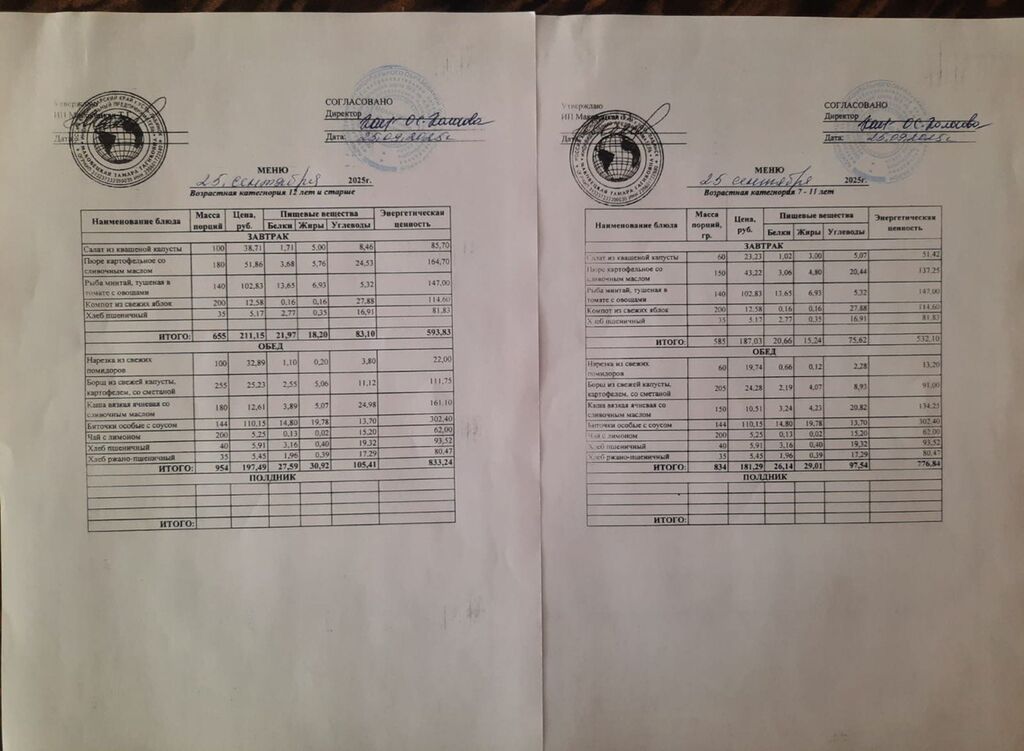 Утверждаю
СОГЛАСОВАНО
Директор
Дата: 25.09.2025г
МЕНЮ
25 сентября 2025г.
Возрастная категнория 12 лет и старше
Наименование блюда Масса порций Цена, руб. Пищевые вещества Энергетическая ценность
Белки Жиры Углеводы
ЗАВТРАК
Салат из квашеной капусты 100 38,71 1,71 5,00 8,46 85,70
Пюре картофельное со сливочным маслом 180 51,86 3,68 5,76 24,53 164,70
Рыба минтай, тушеная в томате с овощами 140 102,83 13,65 6,93 5,32 147,00
Компот из свежих яблок 200 12,58 0,16 0,16 27,88 114,60
Хлеб пшеничный 35 5,17 2,77 0,35 16,91 81,83
ИТОГО: 655 211,15 21,97 18,20 83,10 593,83
ОБЕД
Нарезка из свежих помидоров 100 32,89 1,10 0,20 3,80 22,00
Борщ из свежей капусты, картофелем, со сметаной 255 25,23 2,55 5,06 11,12 111,75
Каша вязкая ячневая со сливочным маслом 180 12,61 3,89 5,07 24,98 161,10
Биточки особые с соусом 144 110,15 14,80 19,78 13,70 302,40
Чай с лимоном 200 5,25 0,13 0,02 15,20 62,00
Хлеб пшеничный 40 5,91 3,16 0,40 19,32 93,52
Хлеб ржано-пшеничный 35 5,45 1,96 0,39 17,29 80,47
ИТОГО: 954 197,49 27,59 30,92 105,41 833,24
ПОЛДНИК
ИТОГО:
Утверждаю
СОГЛАСОВАНО
Директор
Дата: 25.09.2025г
МЕНЮ
25 сентября 2025г.
Возрастная категнория 7 - 11 лет
Наименование блюда Масса порций, гр. Цена, руб. Пищевые вещества Энергетическая ценность
Белки Жиры Углеводы
ЗАВТРАК
Салат из квашеной капусты 60 23,23 1,02 3,00 5,07 51,42
Пюре картофельное со сливочным маслом 150 43,22 3,06 4,80 20,44 137,25
Рыба минтай, тушеная в томате с овощами 140 102,83 13,65 6,93 5,32 147,00
Компот из свежих яблок 200 12,58 0,16 0,16 27,88 114,60
Хлеб пшеничный 35 5,17 2,77 0,35 16,91 81,83
ИТОГО: 585 187,03 20,66 15,24 75,62 532,10
ОБЕД
Нарезка из свежих помидоров 60 19,74 0,66 0,12 2,28 13,20
Борщ из свежей капусты, картофелем, со сметаной 205 24,28 2,19 4,07 8,93 91,00
Каша вязкая ячневая со сливочным маслом 150 10,51 3,24 4,23 20,82 134,25
Биточки особые с соусом 144 110,15 14,80 19,78 13,70 302,40
Чай с лимоном 200 5,25 0,13 0,02 15,20 62,00
Хлеб пшеничный 40 5,91 3,16 0,40 19,32 93,52
Хлеб ржано-пшеничный 35 5,45 1,96 0,39 17,29 80,47
ИТОГО: 834 181,29 26,14 29,01 97,54 776,84
ПОЛДНИК
ИТОГО: